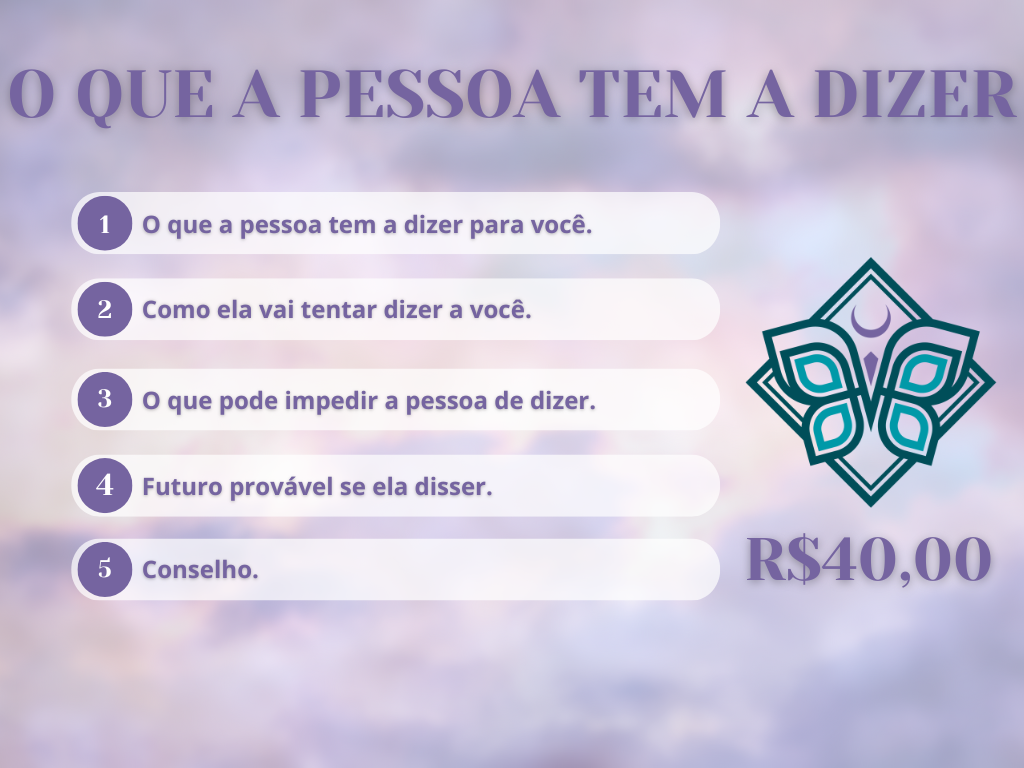 O QUE A PESSOA TEM A DIZER
1 O que a pessoa tem a dizer para você.
2 Como ela vai tentar dizer a você.
3 O que pode impedir a pessoa de dizer.
4 Futuro provável se ela disser.
5 Conselho.
R$40,00